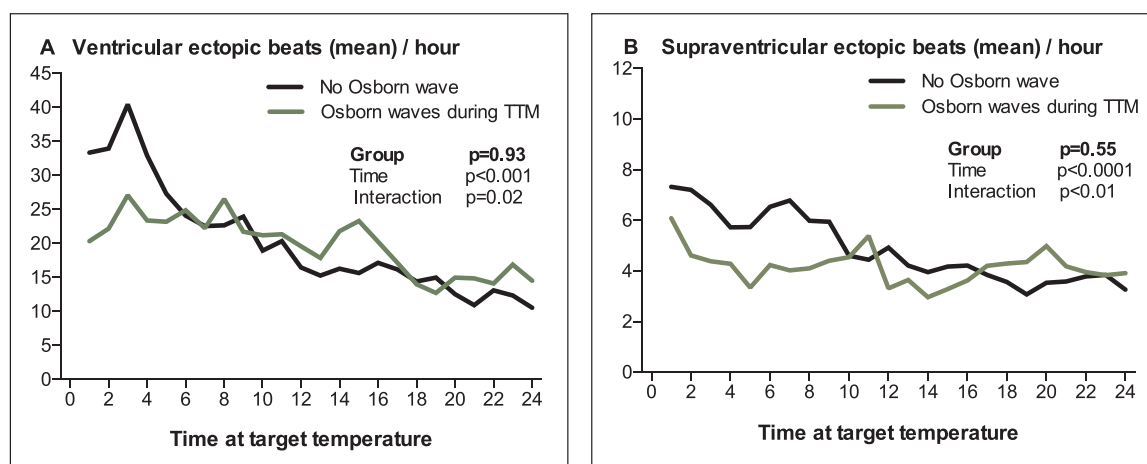 A Ventricular ectopic beats (mean) / hour
No Osborn wave
Osborn waves during TTM
Group p=0.93
Time p<0.001
Interaction p=0.02
45
40
35
30
25
20
15
10
5
0
0 2 4 6 8 10 12 14 16 18 20 22 24
Time at target temperature
B Supraventricular ectopic beats (mean) / hour
No Osborn wave
Osborn waves during TTM
Group p=0.55
Time p<0.0001
Interaction p<0.01
12
10
8
6
4
2
0
0 2 4 6 8 10 12 14 16 18 20 22 24
Time at target temperature